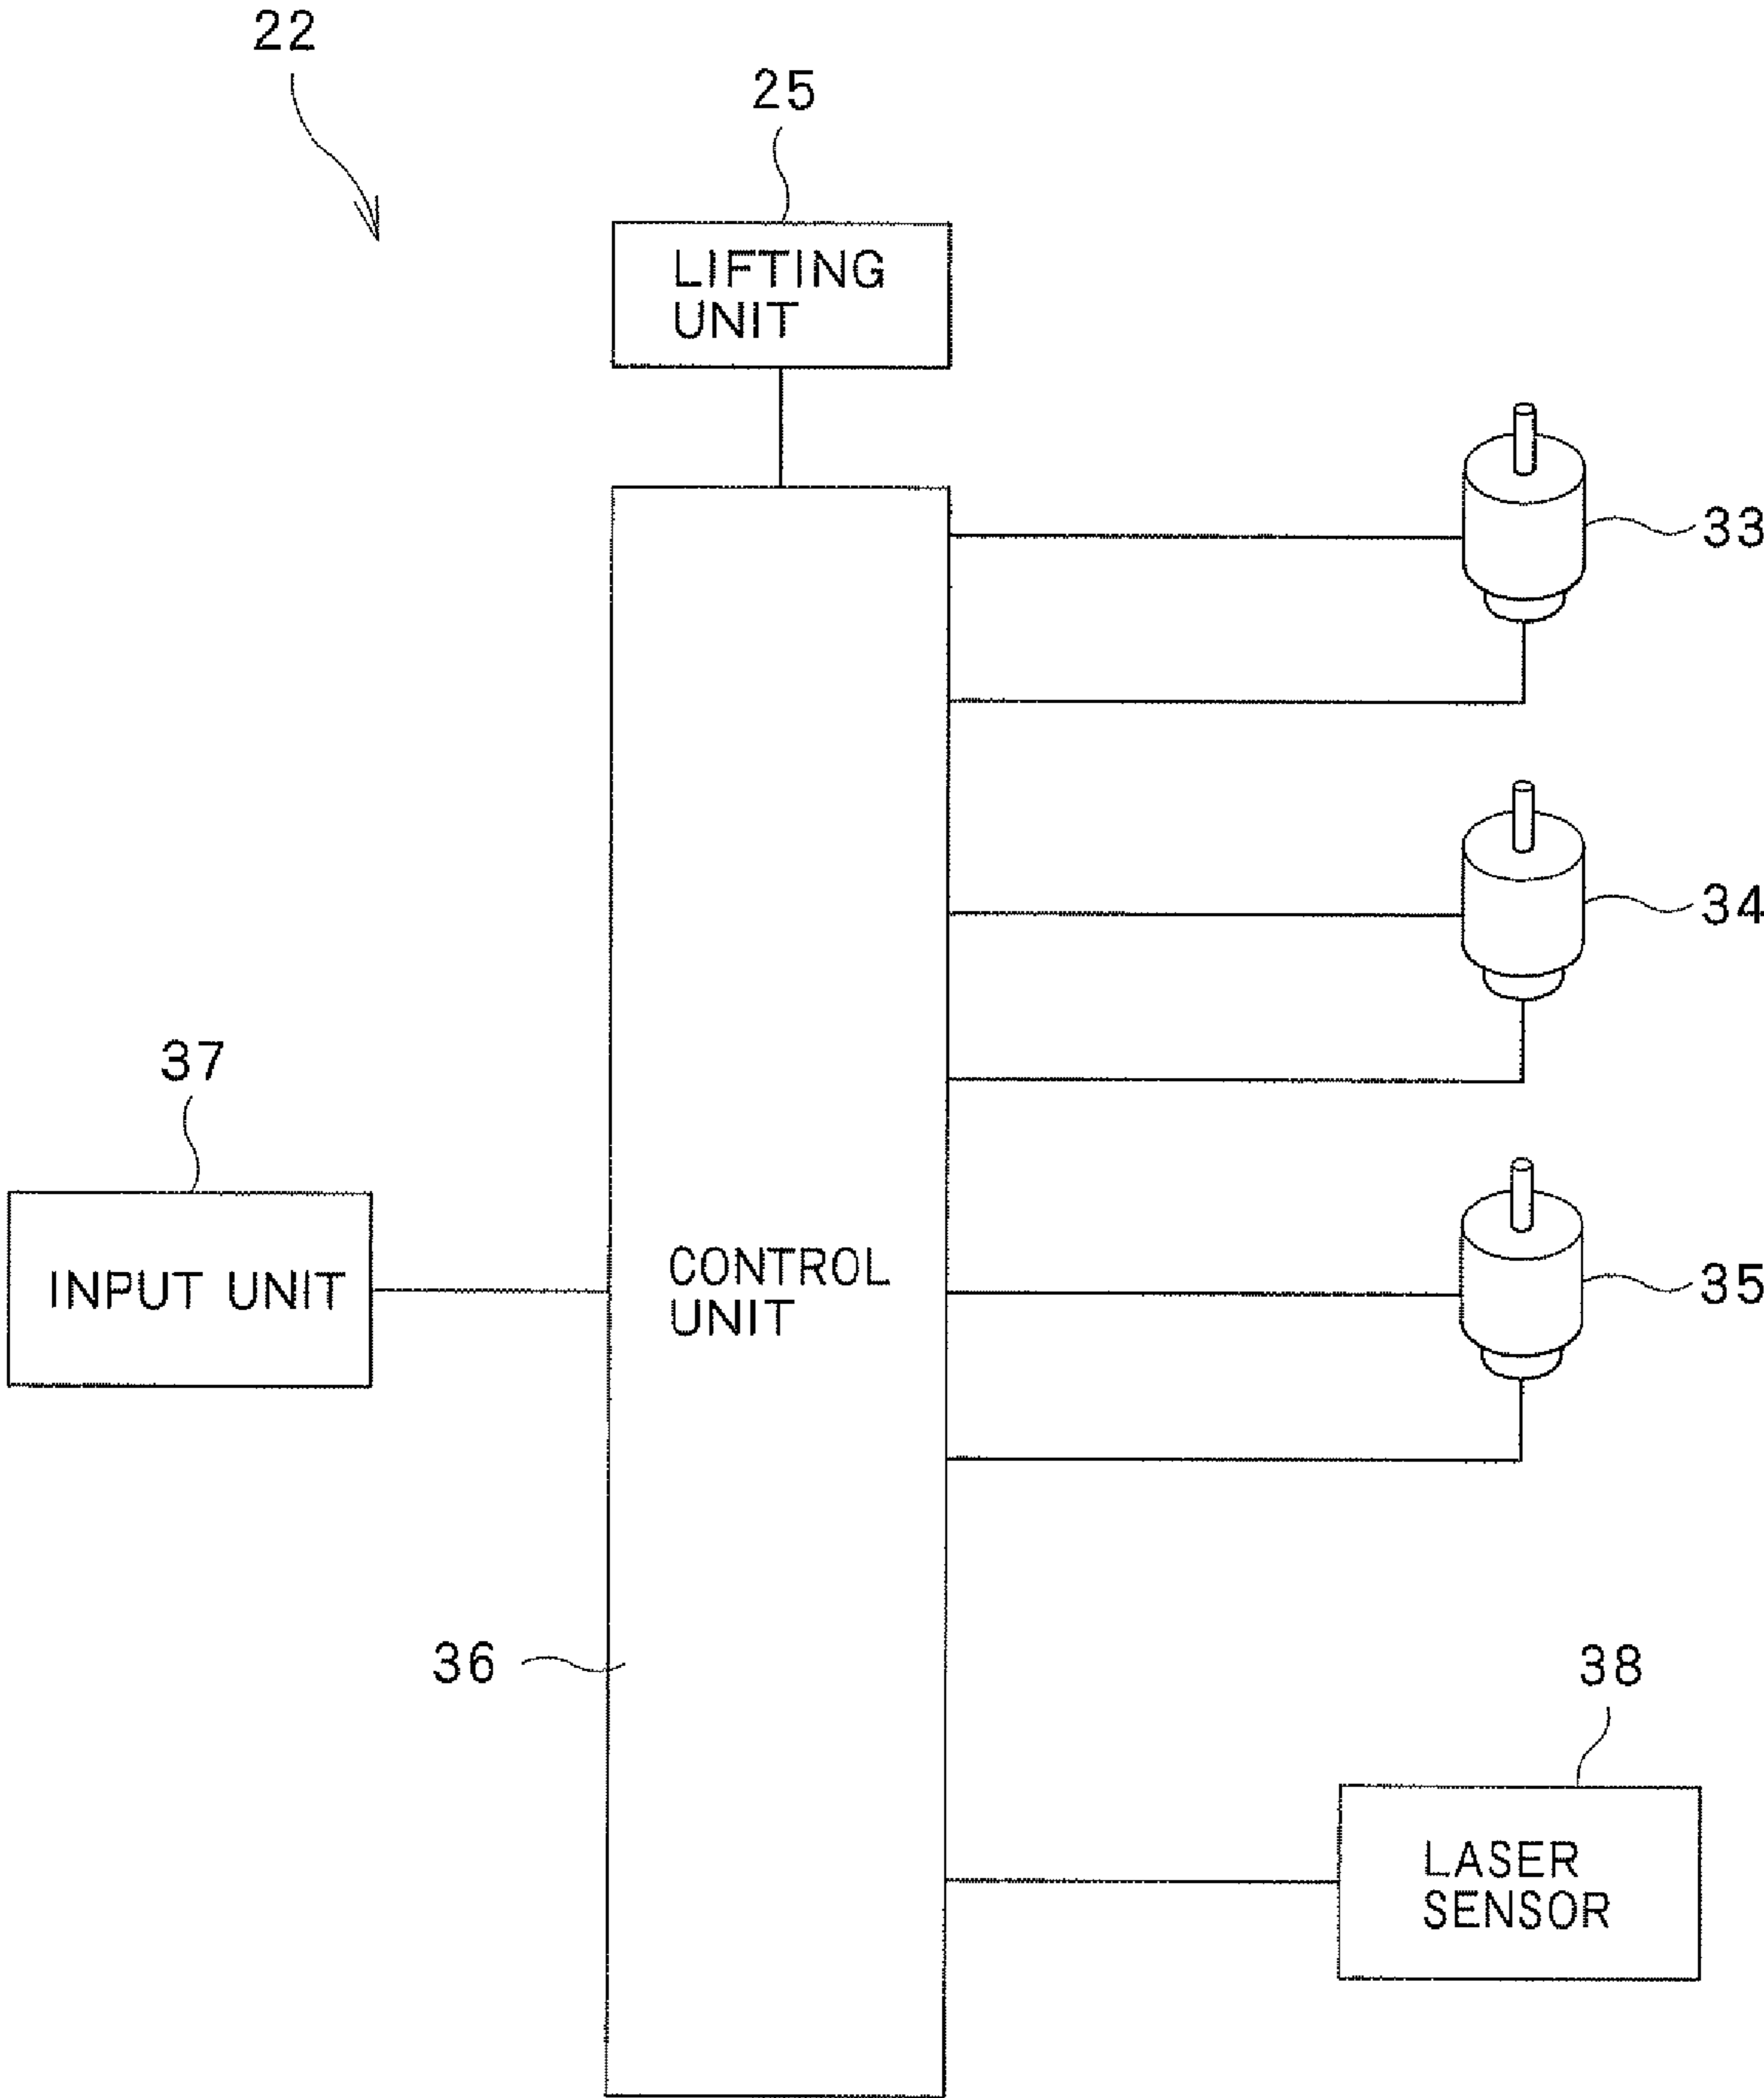 22
25
LIFTING
UNIT
33
34
37
35
INPUT UNIT
CONTROL
UNIT
36
38
LASER
SENSOR